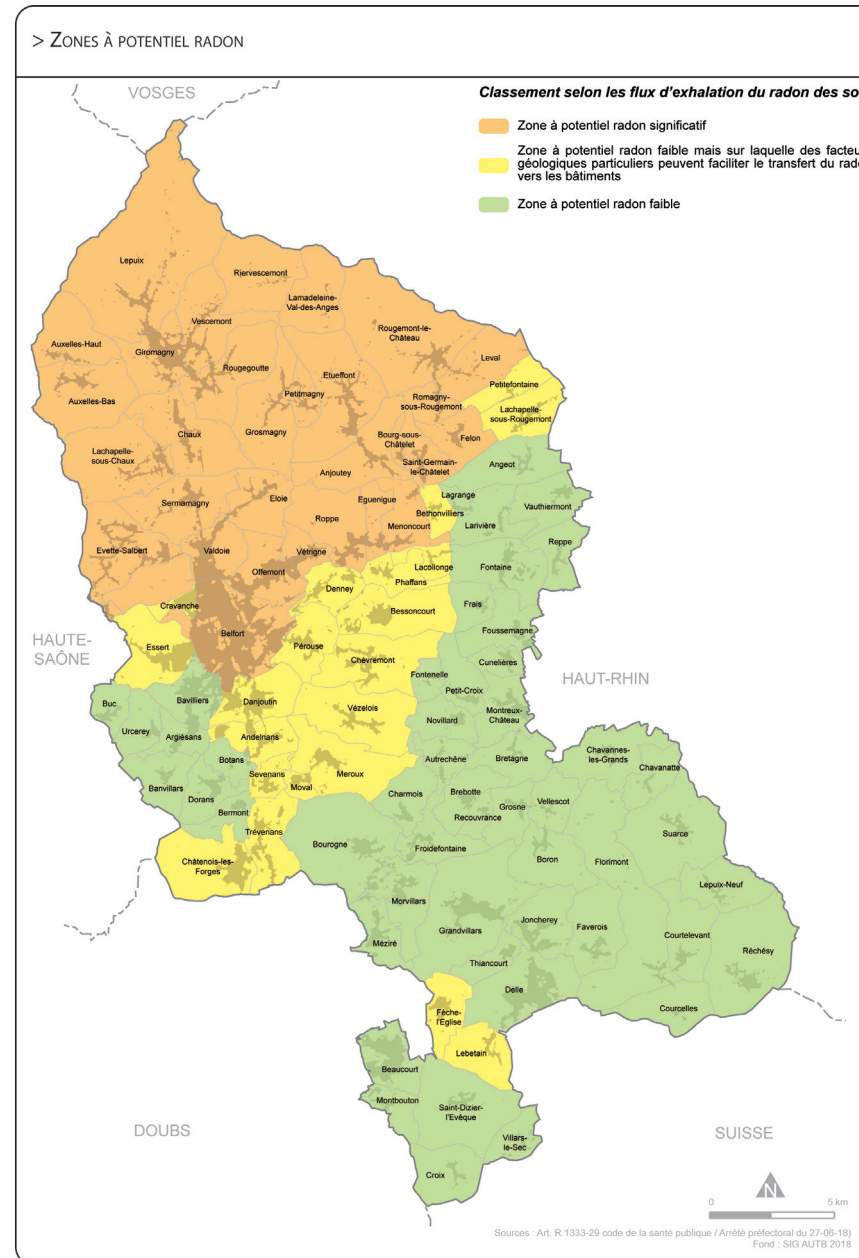 > Zones à potentiel radon
VOSGES
Classement selon les flux d'exhalation du radon des so
Zone à potentiel radon significatif
Zone à potentiel radon faible mais sur laquelle des facteu
géologiques particuliers peuvent faciliter le transfert du rado
vers les bâtiments
Zone à potentiel radon faible
Lepuix
Riervescemont
Lamadeleine-
Val-des-Anges
Vescemont
Rougemont-le-
Château
Auxelles-Haut
Giromagny
Leval
Rougegoutte
Etueffont
Petitefontaine
Auxelles-Bas
Petitmagny
Romagny-
sous-Rougemont
Lachapelle-
sous-Rougemont
Chaux
Grosmagny
Bourg-sous-
Châtelet
Felon
Lachapelle-
sous-Chaux
Saint-Germain-
le-Châtelet
Angeot
Anjoutey
Sermamagny
Eloie
Eguenigue
Lagrange
Bethonvilliers
Vauthiermont
Roppe
Menoncourt
Larivière
Evette-Salbert
Valdoie
Vétrigne
Reppe
Offemont
Lacollonge
Fontaine
Denney
Phaffans
Cravanche
Bessoncourt
Frais
Belfort
Foussemagne
HAUTE-
SAÔNE
Essert
Pérouse
Chèvremont
Cunelières
Fontenelle
HAUT-RHIN
Petit-Croix
Buc
Bavilliers
Danjoutin
Vézelois
Montreux-
Château
Novillard
Urcerey
Argiésans
Andelnans
Botans
Autrechêne
Bretagne
Chavannes-
les-Grands
Chavanatte
Sevenans
Meroux
Banvillars
Moval
Charmois
Brebotte
Dorans
Grosne
Vellescot
Bermont
Recouvrance
Trévenans
Suarce
Bourogne
Froidefontaine
Châtenois-les-
Forges
Boron
Florimont
Lepuix-Neuf
Morvillars
Joncherey
Faverois
Grandvillars
Courtelevant
Méziré
Réchésy
Thiancourt
Delle
Courcelles
Fêche-
l'Eglise
Lebetain
Beaucourt
Montbouton
Saint-Dizier-
l'Evêque
DOUBS
Villars-
le-Sec
SUISSE
Croix
N
0 5 km
Sources : Art. R.1333-29 code de la santé publique / Arrêté préfectoral du 27-06-18)
Fond : SIG AUTB 2018